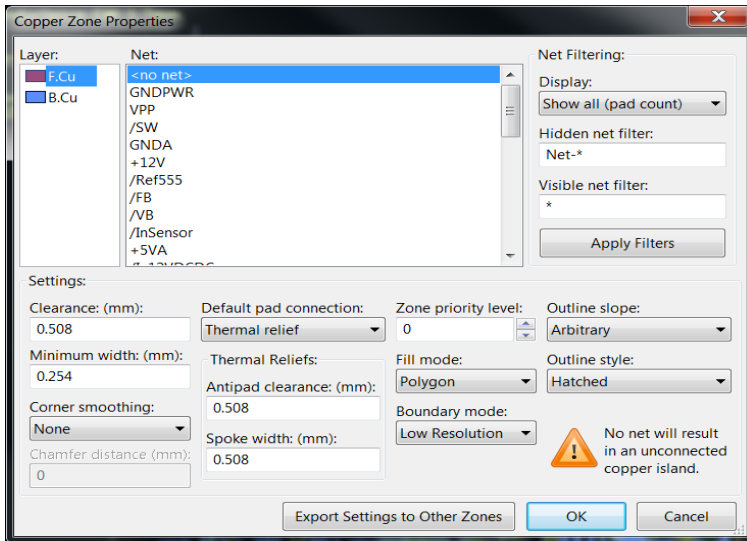 Copper Zone Properties
Layer:
F.Cu
B.Cu
Net:
<no net>
GNDPWR
VPP
/SW
GNDA
+12V
/Ref555
/FB
/VB
/InSensor
+5VA
Net Filtering:
Display:
Show all (pad count)
Hidden net filter:
Net-*
Visible net filter:
*
Apply Filters
Settings:
Clearance: (mm):
0.508
Minimum width: (mm):
0.254
Corner smoothing:
None
Chamfer distance (mm):
0
Default pad connection:
Thermal relief
Thermal Reliefs:
Antipad clearance: (mm):
0.508
Spoke width: (mm):
0.508
Zone priority level:
0
Fill mode:
Polygon
Boundary mode:
Low Resolution
Outline slope:
Arbitrary
Outline style:
Hatched
No net will result
in an unconnected
copper island.
Export Settings to Other Zones
OK
Cancel